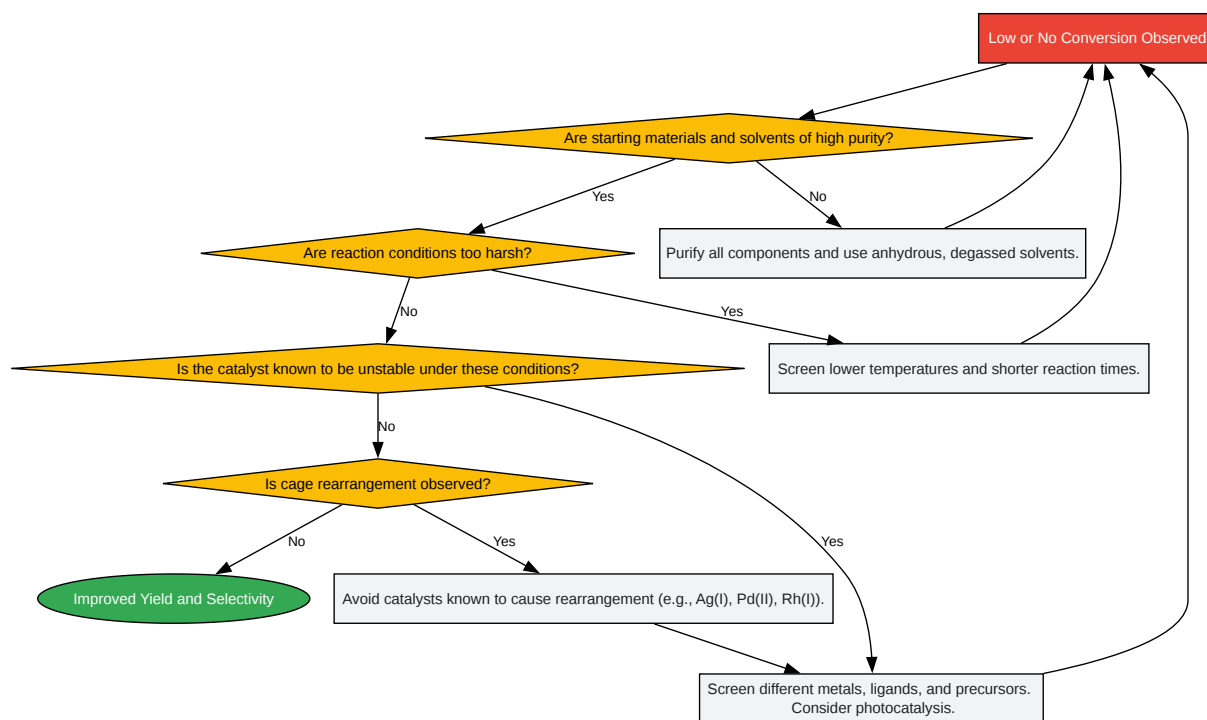 Low or No Conversion Observed
Are starting materials and solvents of high purity?
Yes
No
Are reaction conditions too harsh?
Purify all components and use anhydrous, degassed solvents.
No
Yes
Is the catalyst known to be unstable under these conditions?
Screen lower temperatures and shorter reaction times.
No
Is cage rearrangement observed?
No
Yes
Yes
Improved Yield and Selectivity
Avoid catalysts known to cause rearrangement (e.g., Ag(I), Pd(II), Rh(I)).
Screen different metals, ligands, and precursors.
Consider photocatalysis.